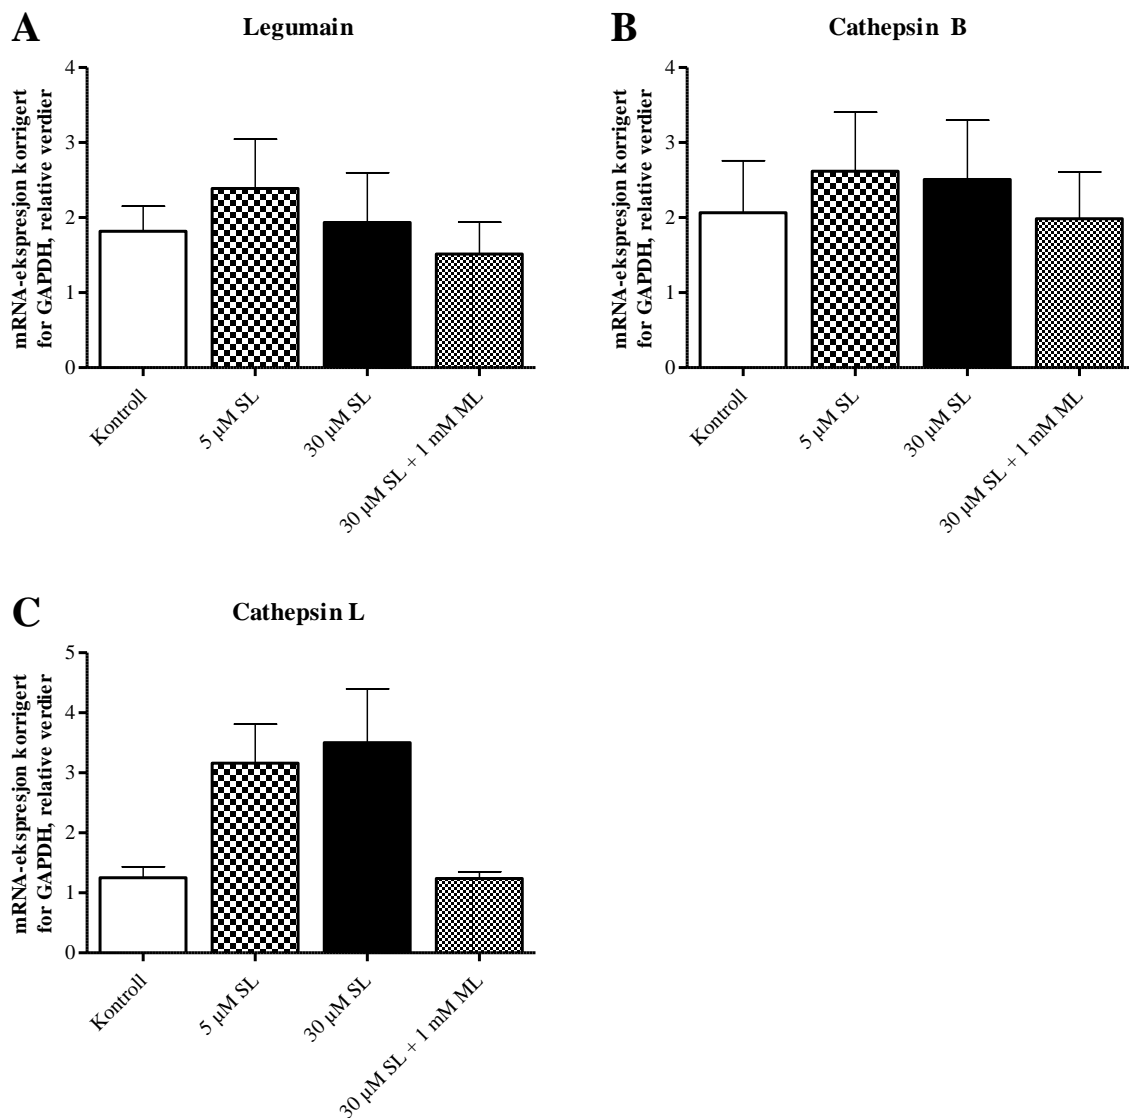 A
Legumain
mRNA-ekspresjon korrigert
for GAPDH, relative verdier
4
3
2
1
0
Kontroll
5 µM SL
30 µM SL
30 µM SL + 1 mM ML
B
Cathepsin B
mRNA-ekspresjon korrigert
for GAPDH, relative verdier
4
3
2
1
0
Kontroll
5 µM SL
30 µM SL
30 µM SL + 1 mM ML
C
Cathepsin L
mRNA-ekspresjon korrigert
for GAPDH, relative verdier
5
4
3
2
1
0
Kontroll
5 µM SL
30 µM SL
30 µM SL + 1 mM ML